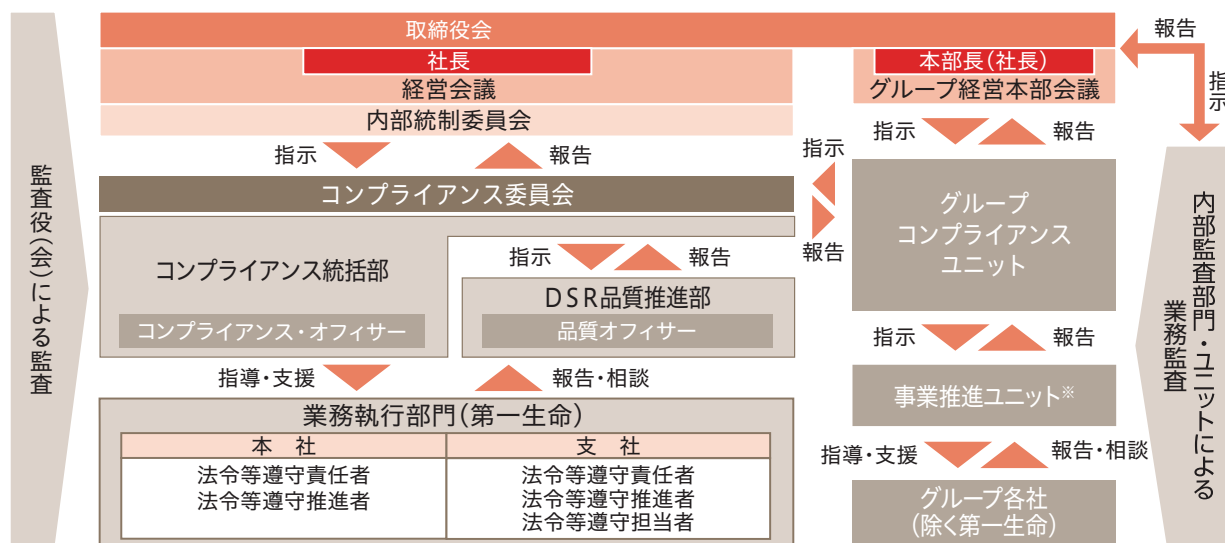 取締役会
社長
経営会議
内部統制委員会
指示
報告
コンプライアンス委員会
コンプライアンス統括部
コンプライアンス・オフィサー
指示
報告
DSR品質推進部
品質オフィサー
指導・支援
報告・相談
業務執行部門(第一生命)
本 社
支 社
法令等遵守責任者
法令等遵守推進者
法令等遵守責任者
法令等遵守推進者
法令等遵守担当者
本部長(社長)
グループ経営本部会議
指示
報告
指示
報告
グループ
コンプライアンス
ユニット
指示
報告
事業推進ユニット※
指導・支援
報告・相談
グループ各社
(除く第一生命)
報告
指示
監査役(会)による監査
内部監査部門・ユニットによる
業務監査